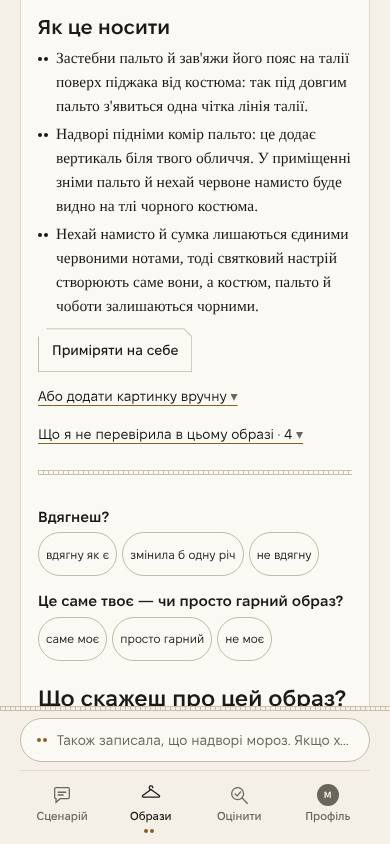 Як це носити
Застебни пальто й зав'яжи його пояс на талії
поверх піджака від костюма: так під довгим
пальто з'явиться одна чітка лінія талії.
Надворі підніми комір пальто: це додає
вертикаль біля твого обличчя. У приміщенні
зніми пальто й нехай червоне намисто буде
видно на тлі чорного костюма.
Нехай намисто й сумка лишаються єдиними
червоними нотами, тоді святковий настрій
створюють саме вони, а костюм, пальто й
чоботи залишаються чорними.
Приміряти на себе
Або додати картинку вручну ▾
Що я не перевірила в цьому образі · 4 ▾
Вдягнеш?
вдягну як є
змінила б одну річ
не вдягну
Це саме твоє — чи просто гарний образ?
саме моє
просто гарний
не моє
Що скажеш про цей образ?
Також записала, що надворі мороз. Якщо х...
Сценарій
Образи
Оцінити
М
Профіль